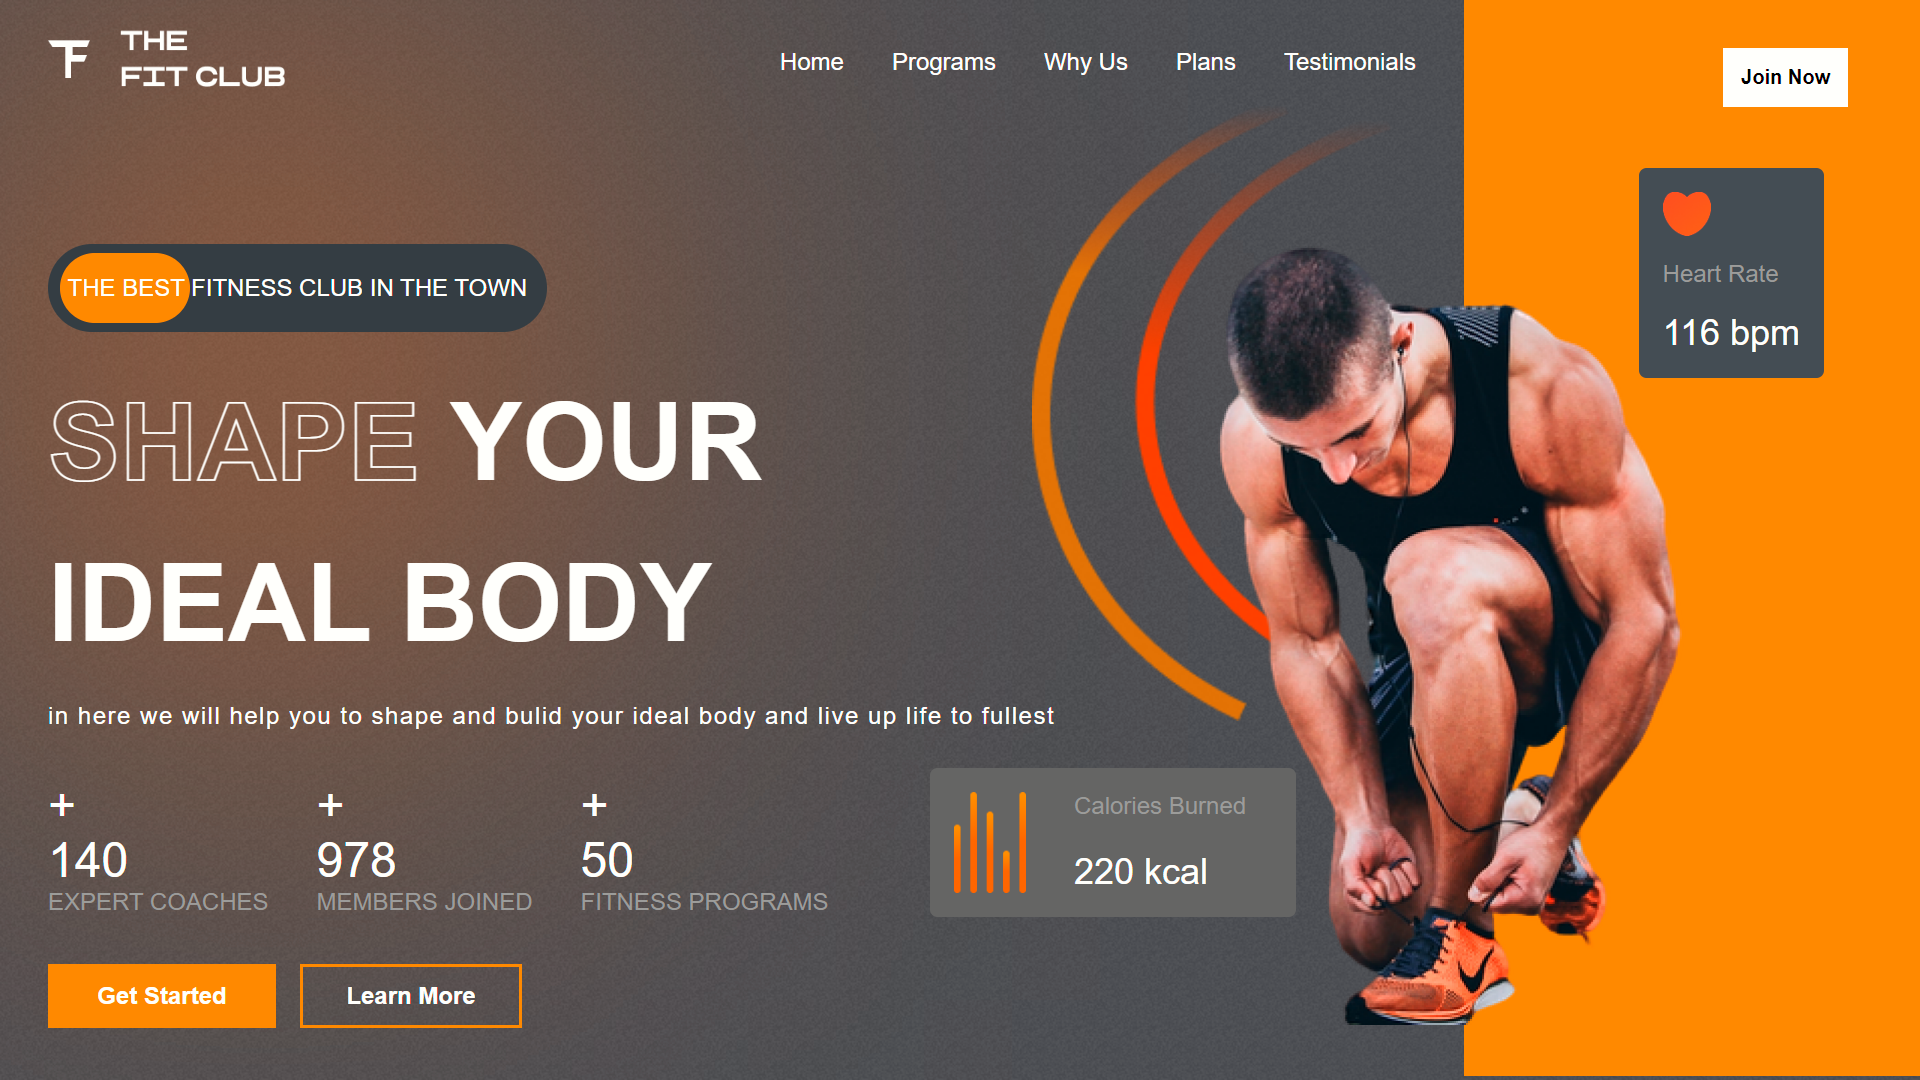 THE
FIT CLUB
Home Programs Why Us Plans Testimonials
Join Now
Heart Rate
116 bpm
THE BEST FITNESS CLUB IN THE TOWN
SHAPE YOUR
IDEAL BODY
in here we will help you to shape and bulid your ideal body and live up life to fullest
+ + +
140 978 50
EXPERT COACHES MEMBERS JOINED FITNESS PROGRAMS
Calories Burned
220 kcal
Get Started Learn More